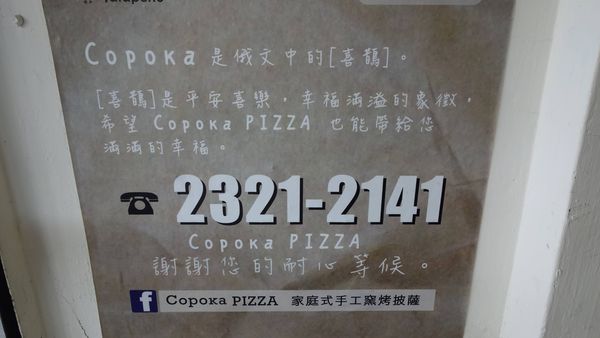 Copoka 是俄文中的[喜鵲]。
[喜鵲]是平安喜樂，幸福滿溢的象徵，
希望 Copoka PIZZA 也能帶給您
滿滿的幸福。
2321-2141
Copoka PIZZA
謝謝您的耐心等候。
f Copoka PIZZA 家庭式手工窯烤披薩